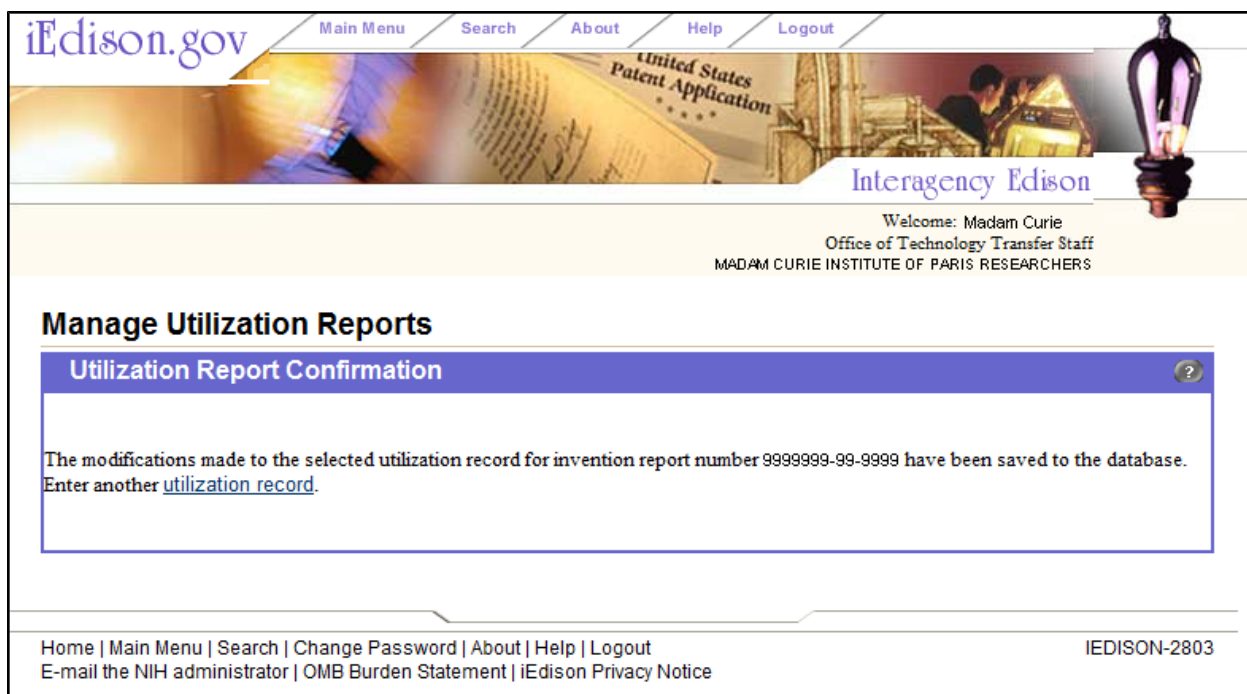 iEdison.gov
Main Menu Search About Help Logout
United States
Patent Application
Interagency Edison
Welcome: Madam Curie
Office of Technology Transfer Staff
MADAM CURIE INSTITUTE OF PARIS RESEARCHERS
Manage Utilization Reports
Utilization Report Confirmation
?
The modifications made to the selected utilization record for invention report number 9999999-99-9999 have been saved to the database.
Enter another utilization record.
Home | Main Menu | Search | Change Password | About | Help | Logout
IEDISON-2803
E-mail the NIH administrator | OMB Burden Statement | iEdison Privacy Notice